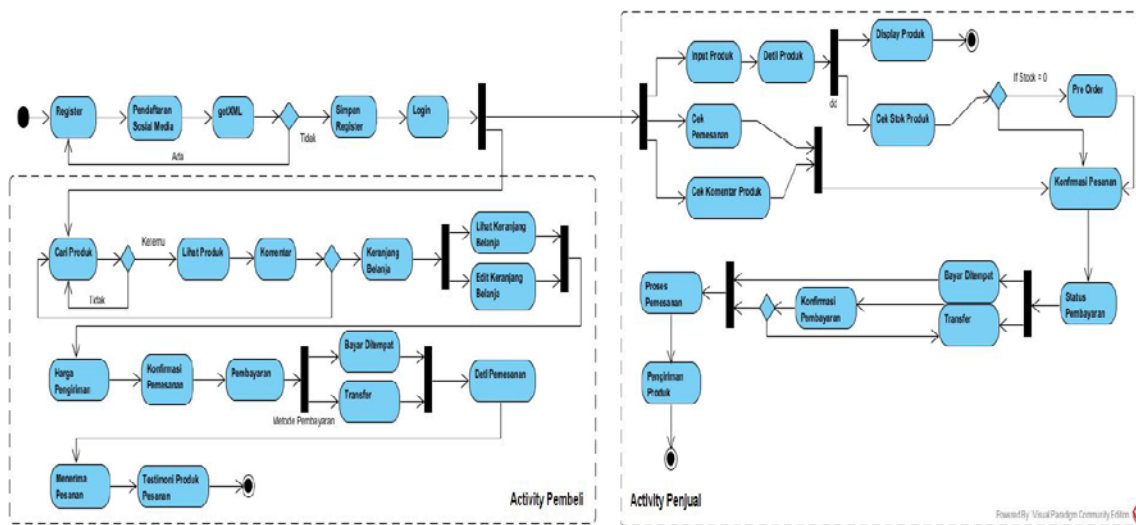 Register
Pendaftaran
Sosial Media
getXML
Ada
Tidak
Simpan
Register
Login
Cari Produk
Ketemu
Tidak
Lihat Produk
Komentar
Keranjang
Belanja
Lihat Keranjang
Belanja
Edit Keranjang
Belanja
Harga
Pengiriman
Konfirmasi
Pemesanan
Pembayaran
Metode Pembayaran
Bayar Ditempat
Transfer
Detil Pemesanan
Menerima
Pesanan
Testimoni Produk
Pesanan
Activity Pembeli
Input Produk
Detil Produk
dd
Display Produk
Cek Stok Produk
If Stock = 0
Pre Order
Cek
Pemesanan
Cek Komentar Produk
Konfirmasi Pesanan
Status
Pembayaran
Bayar Ditempat
Transfer
Konfirmasi
Pembayaran
Proses
Pemesanan
Pengiriman
Produk
Activity Penjual
Powered By Visual Paradigm Community Edition